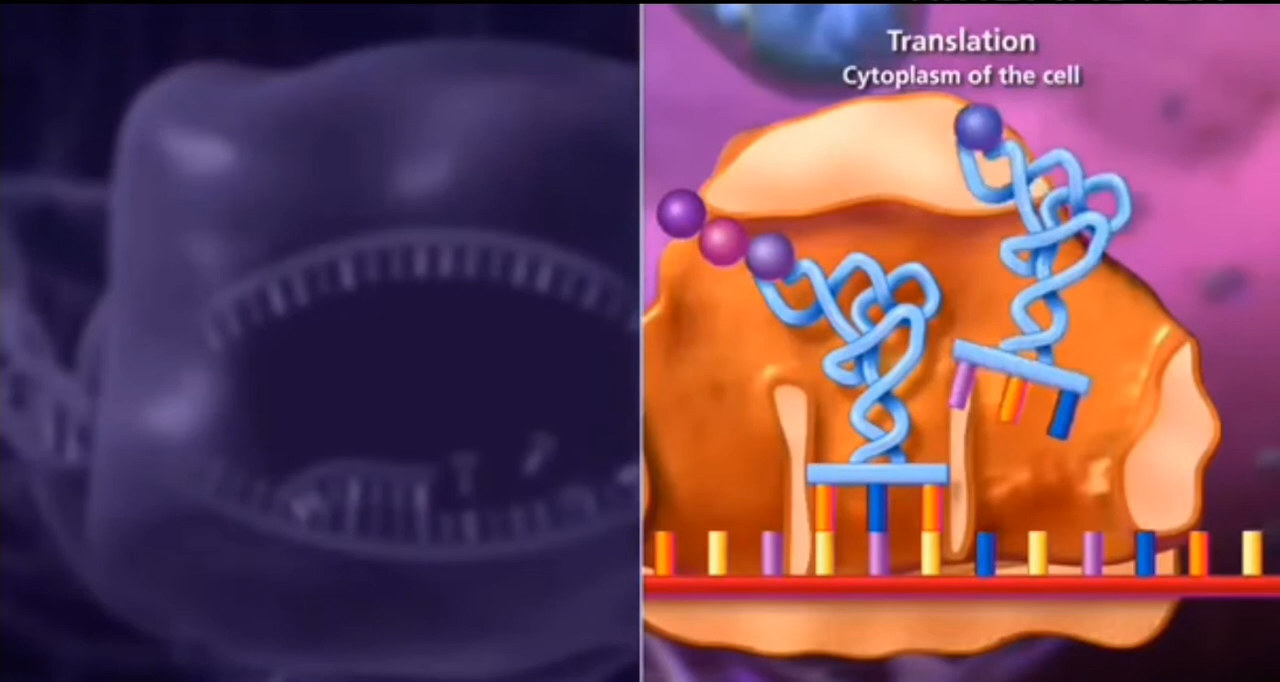 Translation
Cytoplasm of the cell